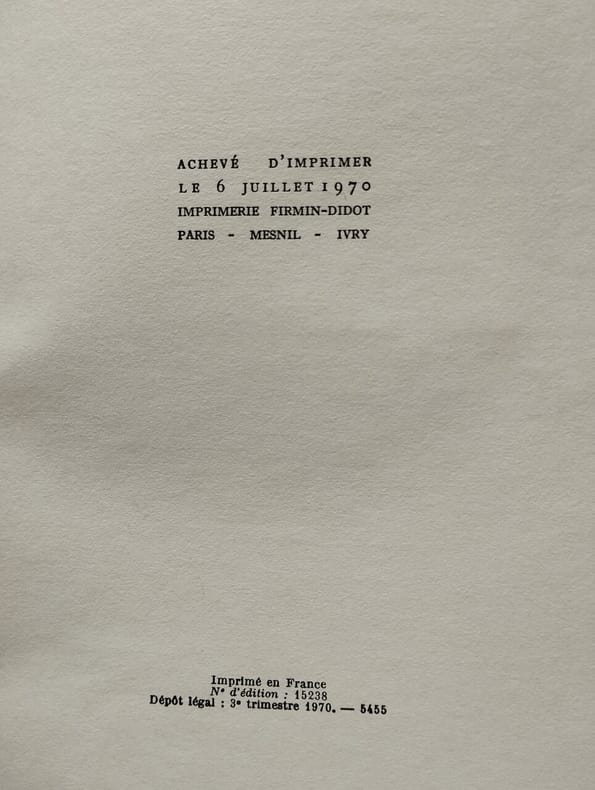 ACHEVÉ D'IMPRIMER
LE 6 JUILLET 1970
IMPRIMERIE FIRMIN-DIDOT
PARIS - MESNIL - IVRY
Imprimé en France
N° d'édition : 15238
Dépôt légal : 3e trimestre 1970. — 5455